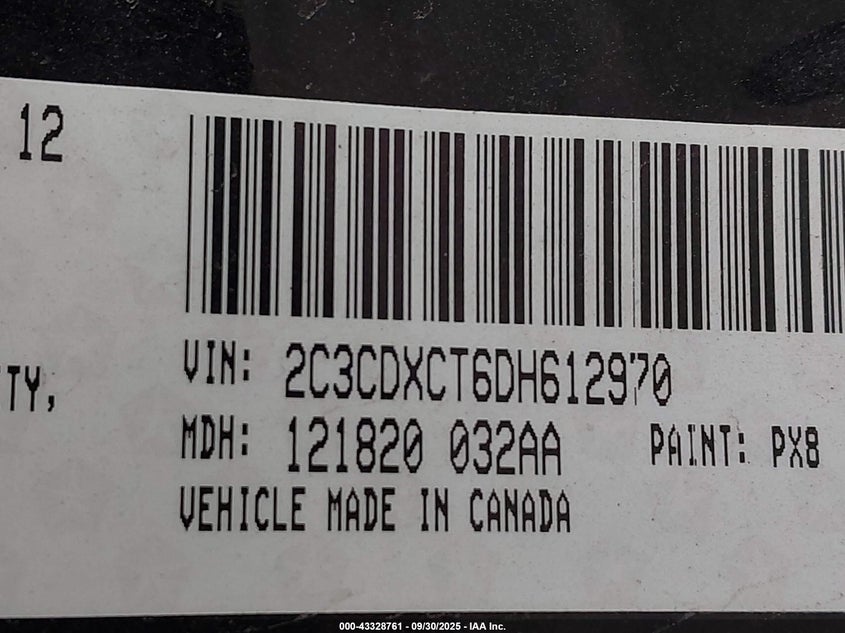 12
VIN: 2C3CDXCT6DH612970
TY,
MDH: 121820 032AA PAINT: PX8
VEHICLE MADE IN CANADA
000-43328761 - 09/30/2025 - IAA Inc.